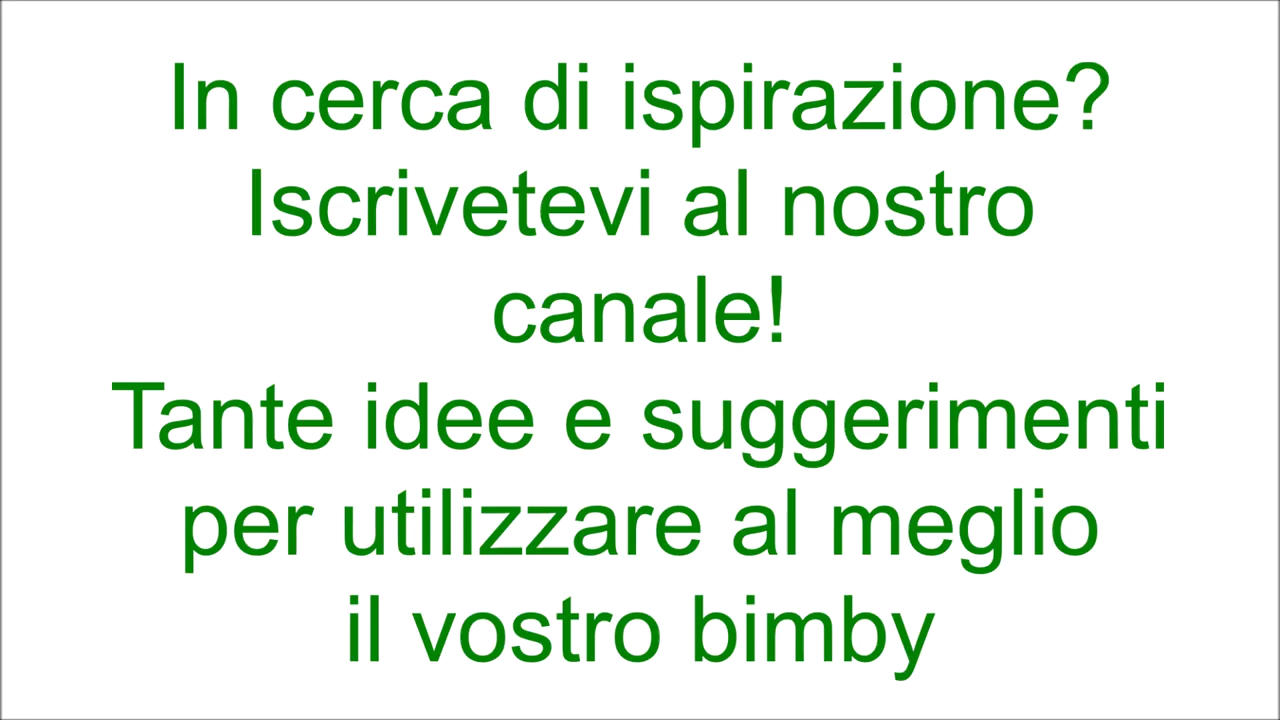 In cerca di ispirazione?
Iscrivetevi al nostro
canale!
Tante idee e suggerimenti
per utilizzare al meglio
il vostro bimby